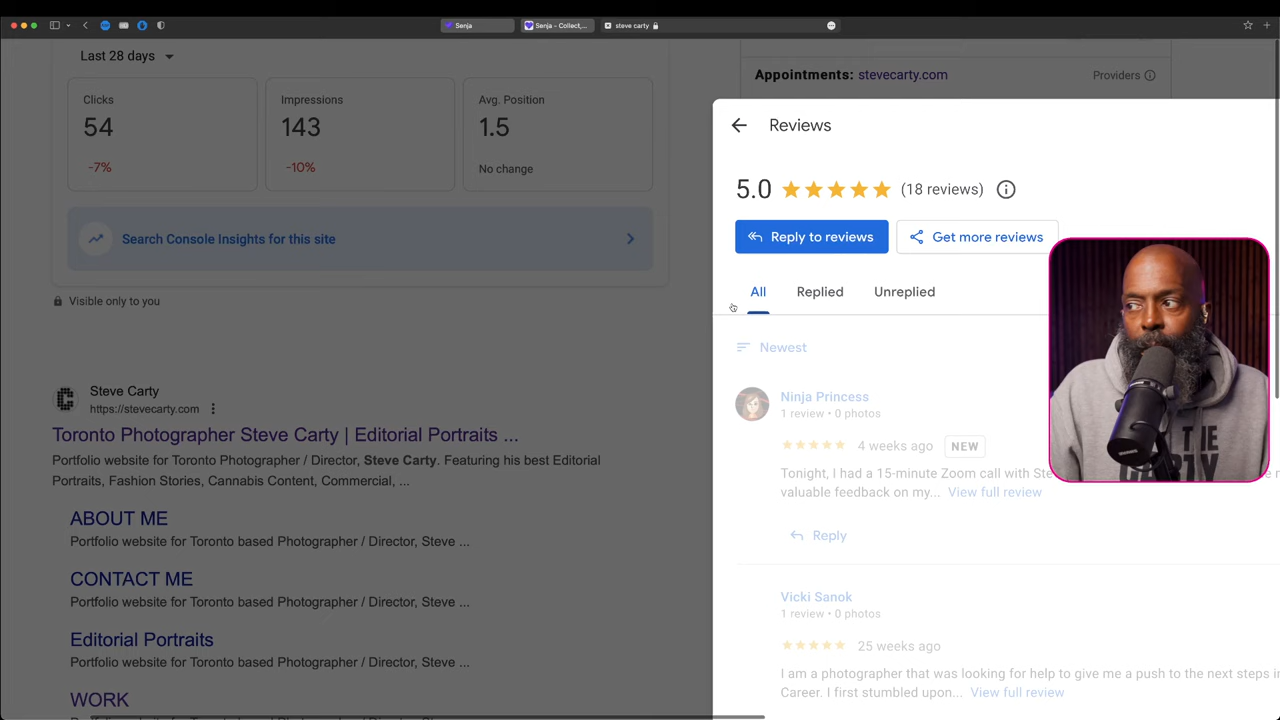 Senja
Senja – Collect,...
steve carty
Last 28 days
Clicks
54
-7%
Impressions
143
-10%
Avg. Position
1.5
No change
Search Console Insights for this site
Visible only to you
Steve Carty
https://stevecarty.com
Toronto Photographer Steve Carty | Editorial Portraits ...
Portfolio website for Toronto Photographer / Director, Steve Carty. Featuring his best Editorial
Portraits, Fashion Stories, Cannabis Content, Commercial, ...
ABOUT ME
Portfolio website for Toronto based Photographer / Director, Steve ...
CONTACT ME
Portfolio website for Toronto based Photographer / Director, Steve ...
Editorial Portraits
Portfolio website for Toronto based Photographer / Director, Steve ...
WORK
Appointments: stevecarty.com
Providers
Reviews
5.0 (18 reviews)
Reply to reviews
Get more reviews
All
Replied
Unreplied
Newest
Ninja Princess
1 review • 0 photos
4 weeks ago NEW
Tonight, I had a 15-minute Zoom call with
valuable feedback on my... View full review
Reply
Vicki Sanok
1 review • 0 photos
25 weeks ago
I am a photographer that was looking for help to give me a push to the next steps
Career. I first stumbled upon... View full review
THE
CARTY